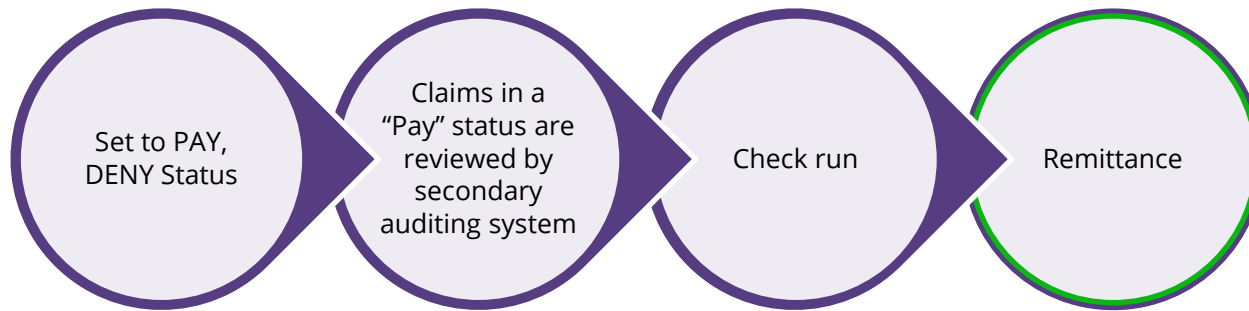 Set to PAY,
DENY Status
Claims in a
“Pay” status are
reviewed by
secondary
auditing system
Check run
Remittance